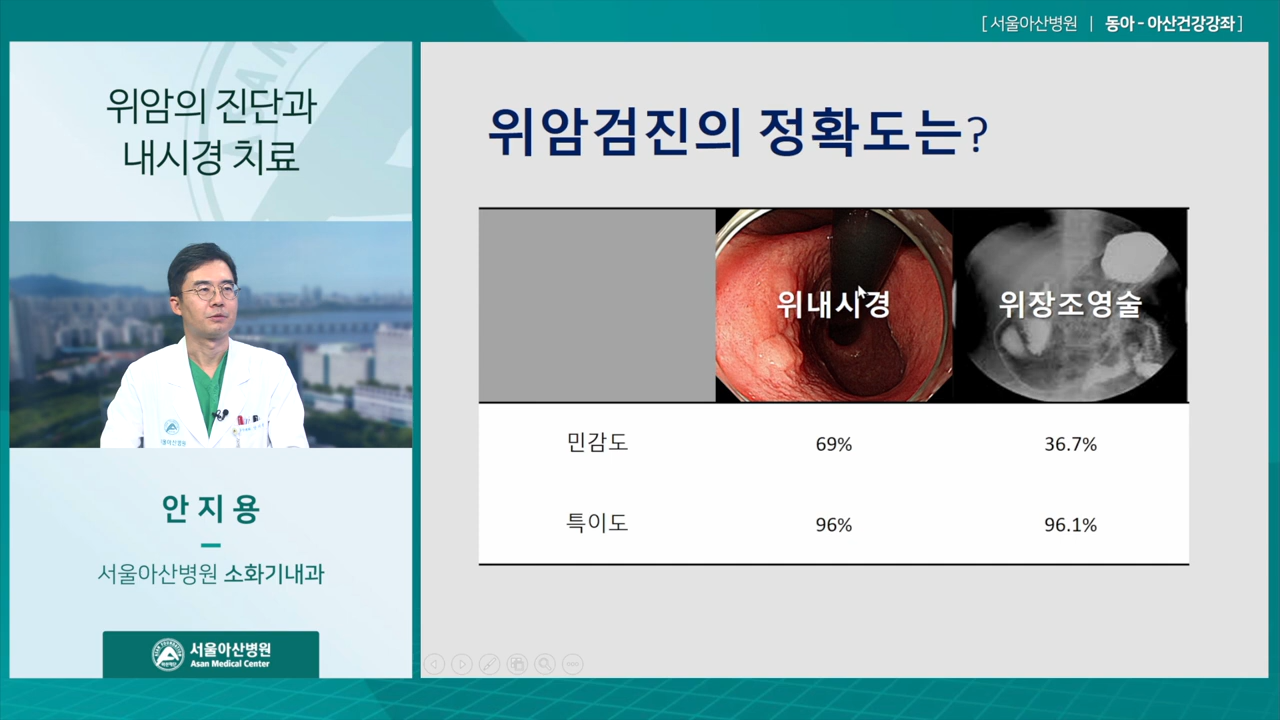 [ 서울아산병원 | 동아 - 아산건강강좌 ]
위암의 진단과
내시경 치료
안 지 용
서울아산병원 소화기내과
서울아산병원
Asan Medical Center
위암검진의 정확도는?
위내시경 위장조영술
민감도 69% 36.7%
특이도 96% 96.1%